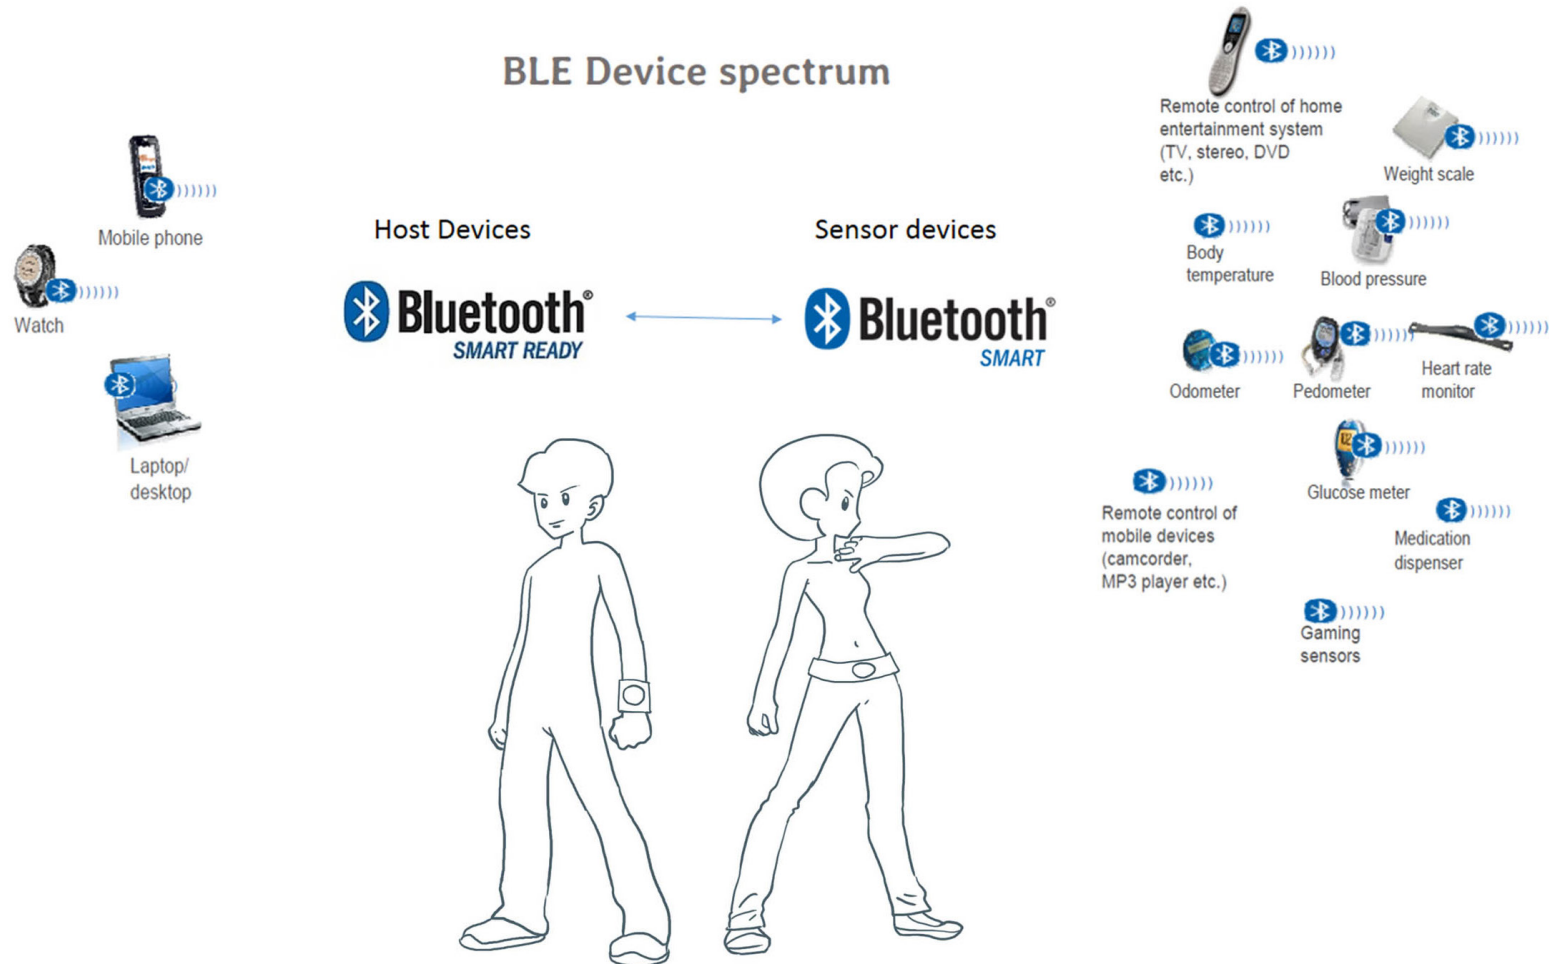 BLE Device spectrum
Mobile phone
Watch
Laptop/
desktop
Host Devices
Bluetooth®
SMART READY
Sensor devices
Bluetooth®
SMART
Remote control of home
entertainment system
(TV, stereo, DVD
etc.)
Weight scale
Body
temperature
Blood pressure
Odometer
Pedometer
Heart rate
monitor
Glucose meter
Remote control of
mobile devices
(camcorder,
MP3 player etc.)
Medication
dispenser
Gaming
sensors